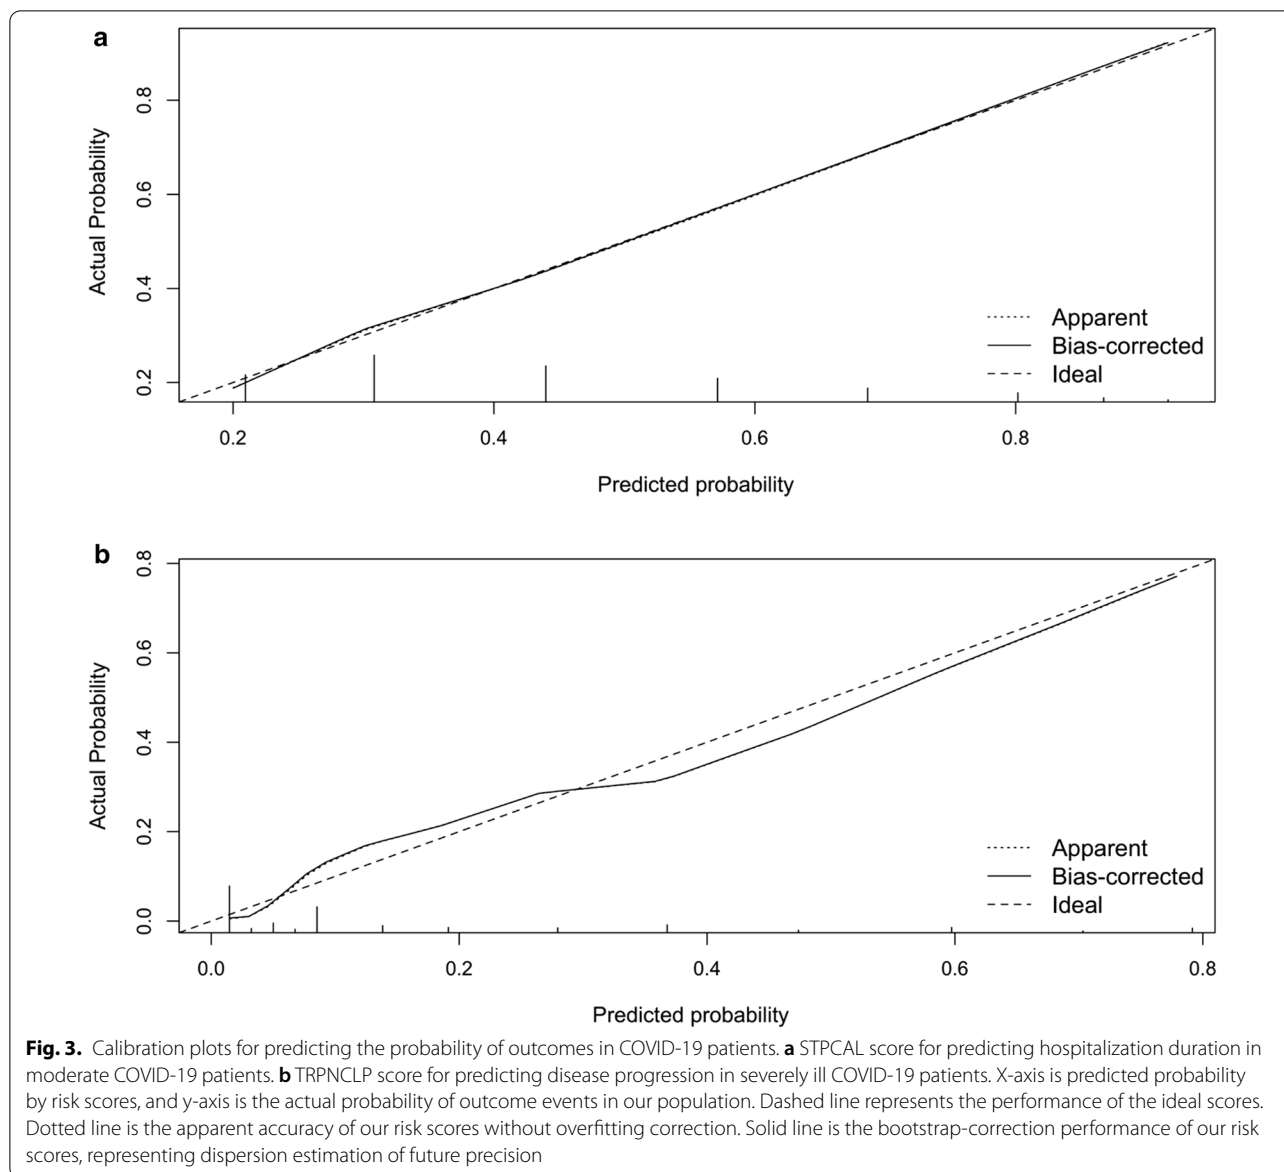 a
Actual Probability
0.8
0.6
0.4
0.2
Apparent
Bias-corrected
Ideal
0.2 0.4 0.6 0.8
Predicted probability
b
Actual Probability
0.8
0.6
0.4
0.2
0.0
Apparent
Bias-corrected
Ideal
0.0 0.2 0.4 0.6 0.8
Predicted probability
Fig. 3. Calibration plots for predicting the probability of outcomes in COVID-19 patients. a STPCAL score for predicting hospitalization duration in
moderate COVID-19 patients. b TRPNCLP score for predicting disease progression in severely ill COVID-19 patients. X-axis is predicted probability
by risk scores, and y-axis is the actual probability of outcome events in our population. Dashed line represents the performance of the ideal scores.
Dotted line is the apparent accuracy of our risk scores without overfitting correction. Solid line is the bootstrap-correction performance of our risk
scores, representing dispersion estimation of future precision